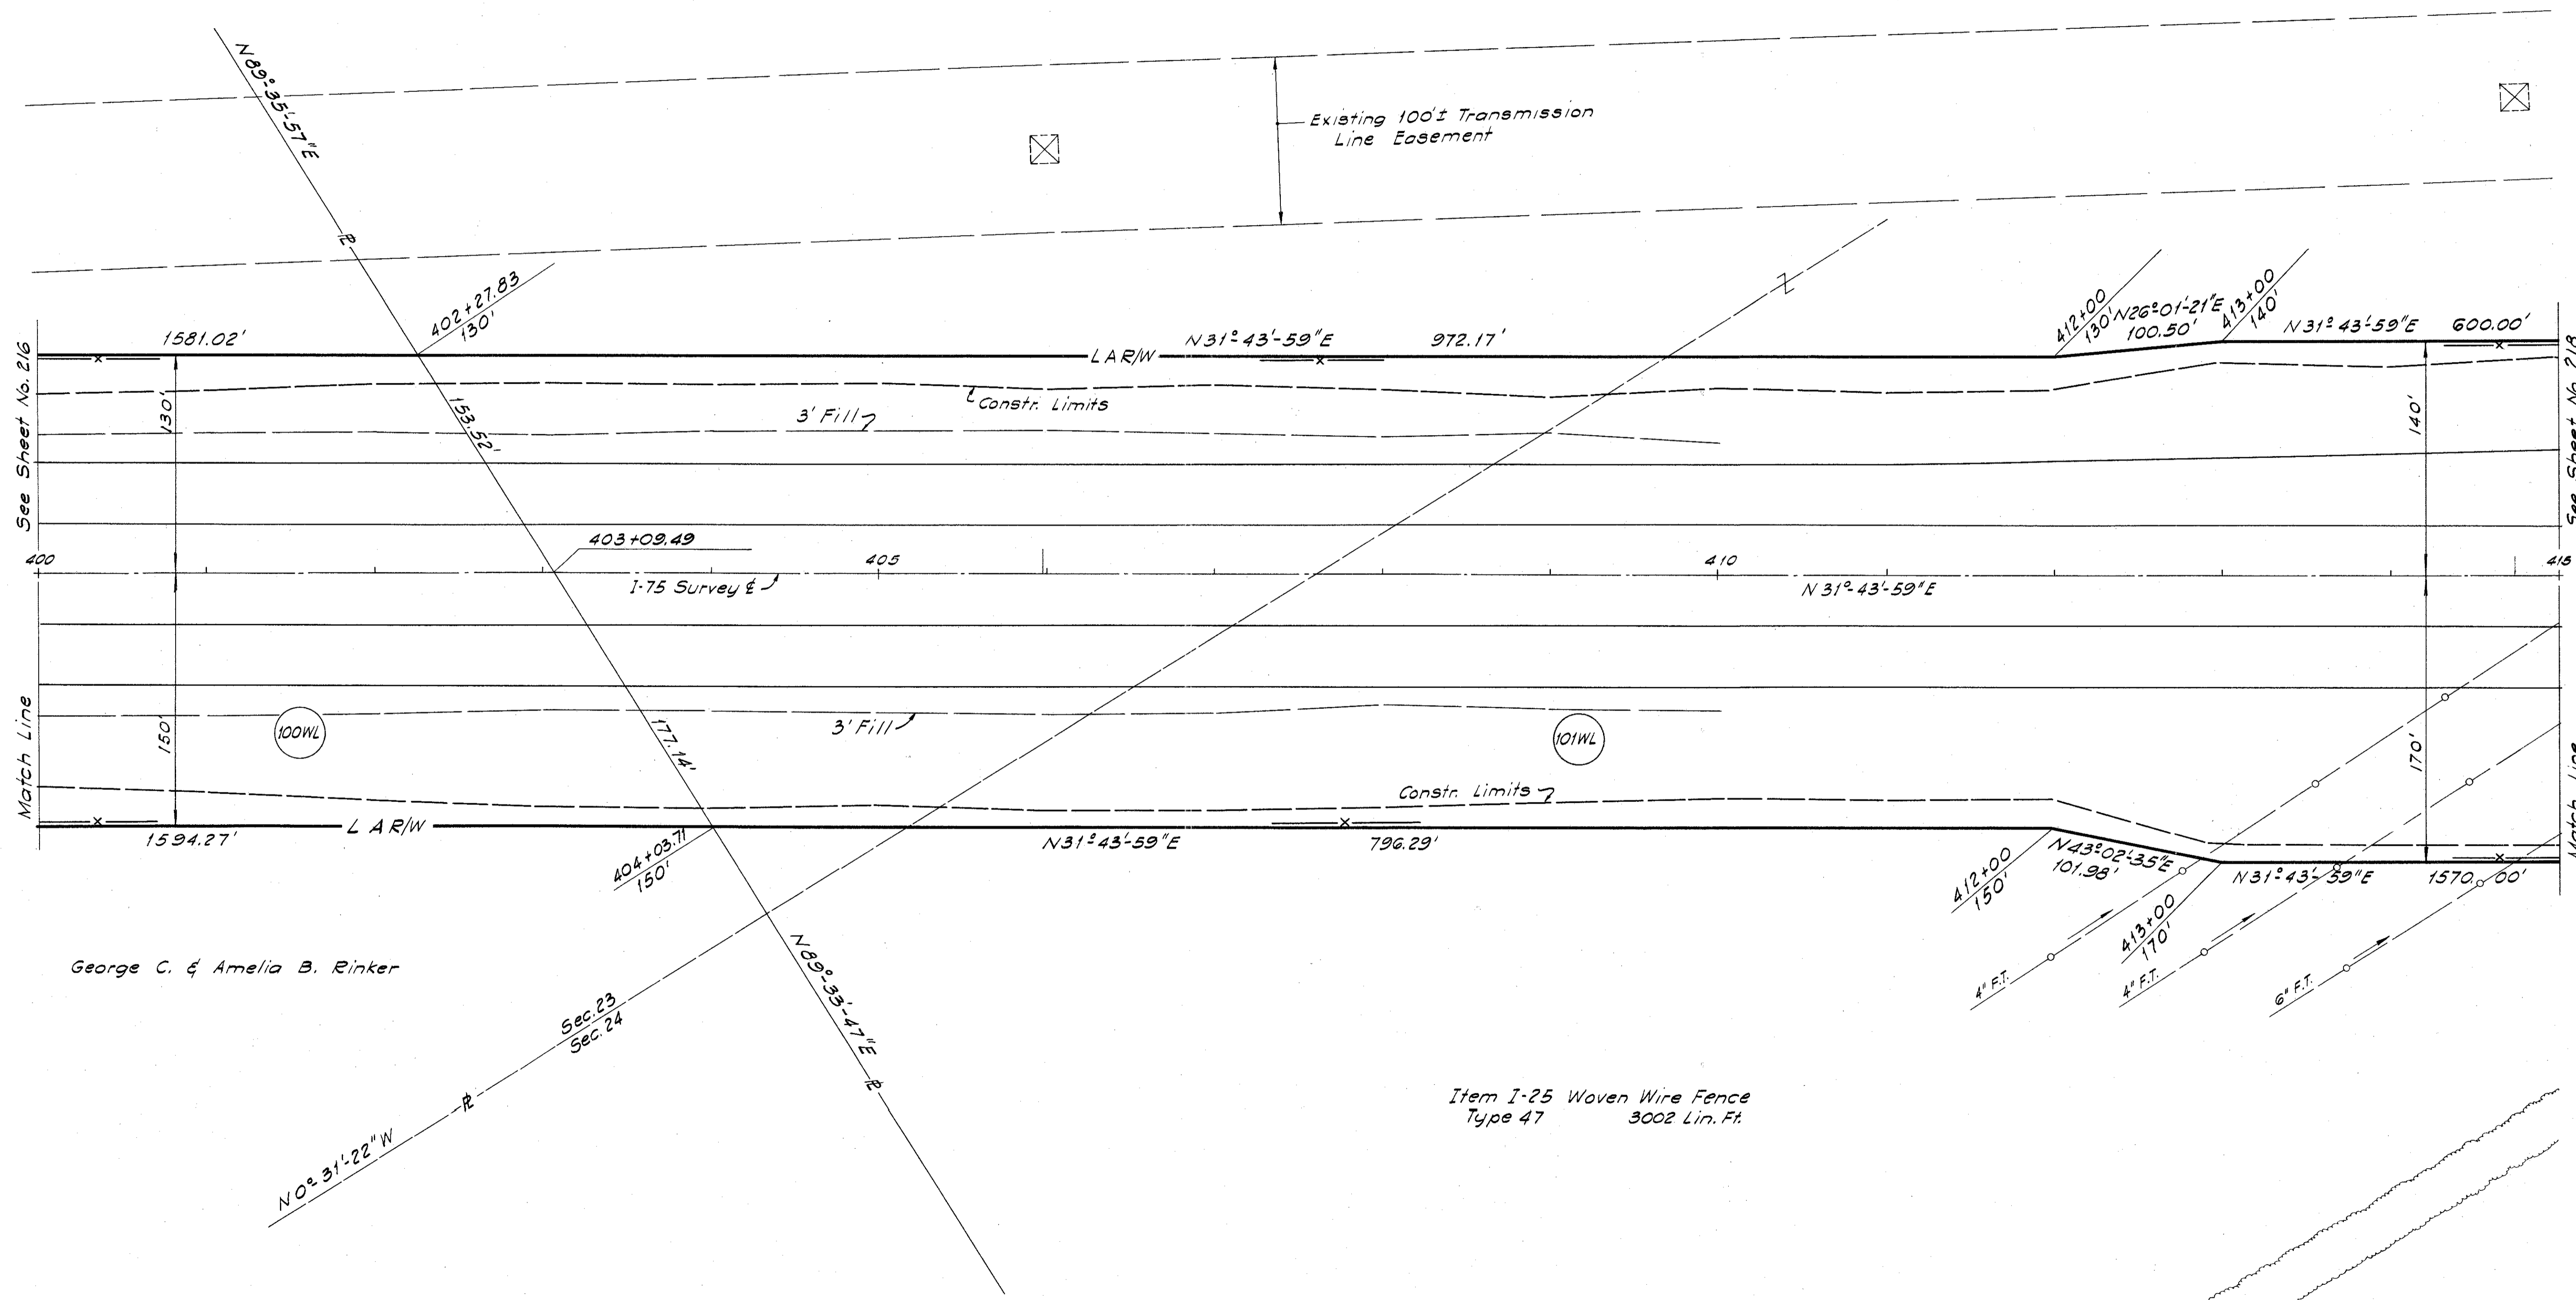 N89°-35'-57"E
Existing 100'± Transmission
Line Easement
402+27.83
130'
1581.02'
LA R/W
N31°-43'-59"E
972.17'
412+00
130'
N26°-01'-21"E
100.50'
413+00
140'
N31°-43'-59"E
600.00'
See Sheet No. 216
130'
153.52'
Constr. Limits
3' Fill
140'
See Sheet No. 218
400
403+09.49
405
410
415
I-75 Survey ℄
N31°-43'-59"E
Match Line
150'
100WL
177.14'
3' Fill
101WL
Constr. Limits
170'
Match Line
1594.27'
LA R/W
404+03.71
150'
N31°-43'-59"E
796.29'
412+00
150'
N43°-02'-35"E
101.98'
413+00
170'
N31°-43'-59"E
1570.00'
George C. & Amelia B. Rinker
Sec. 23
Sec. 24
N89°-33'-47"E
℄
4" F.T.
4" F.T.
6" F.T.
N0°-31'-22"W
Item I-25 Woven Wire Fence
Type 47 3002 Lin. Ft.